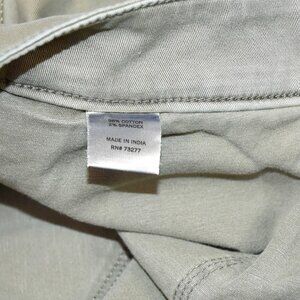 98% COTTON
2% SPANDEX
MADE IN INDIA
RN# 73277